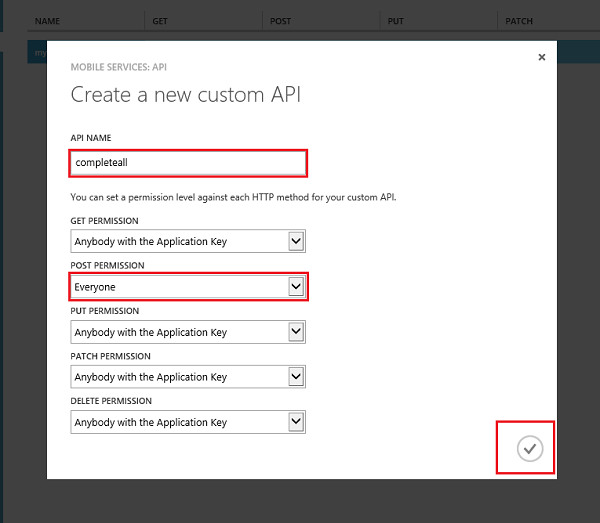 NAME GET POST PUT PATCH
my
MOBILE SERVICES: API
Create a new custom API
API NAME
completeall
You can set a permission level against each HTTP method for your custom API.
GET PERMISSION
Anybody with the Application Key
POST PERMISSION
Everyone
PUT PERMISSION
Anybody with the Application Key
PATCH PERMISSION
Anybody with the Application Key
DELETE PERMISSION
Anybody with the Application Key